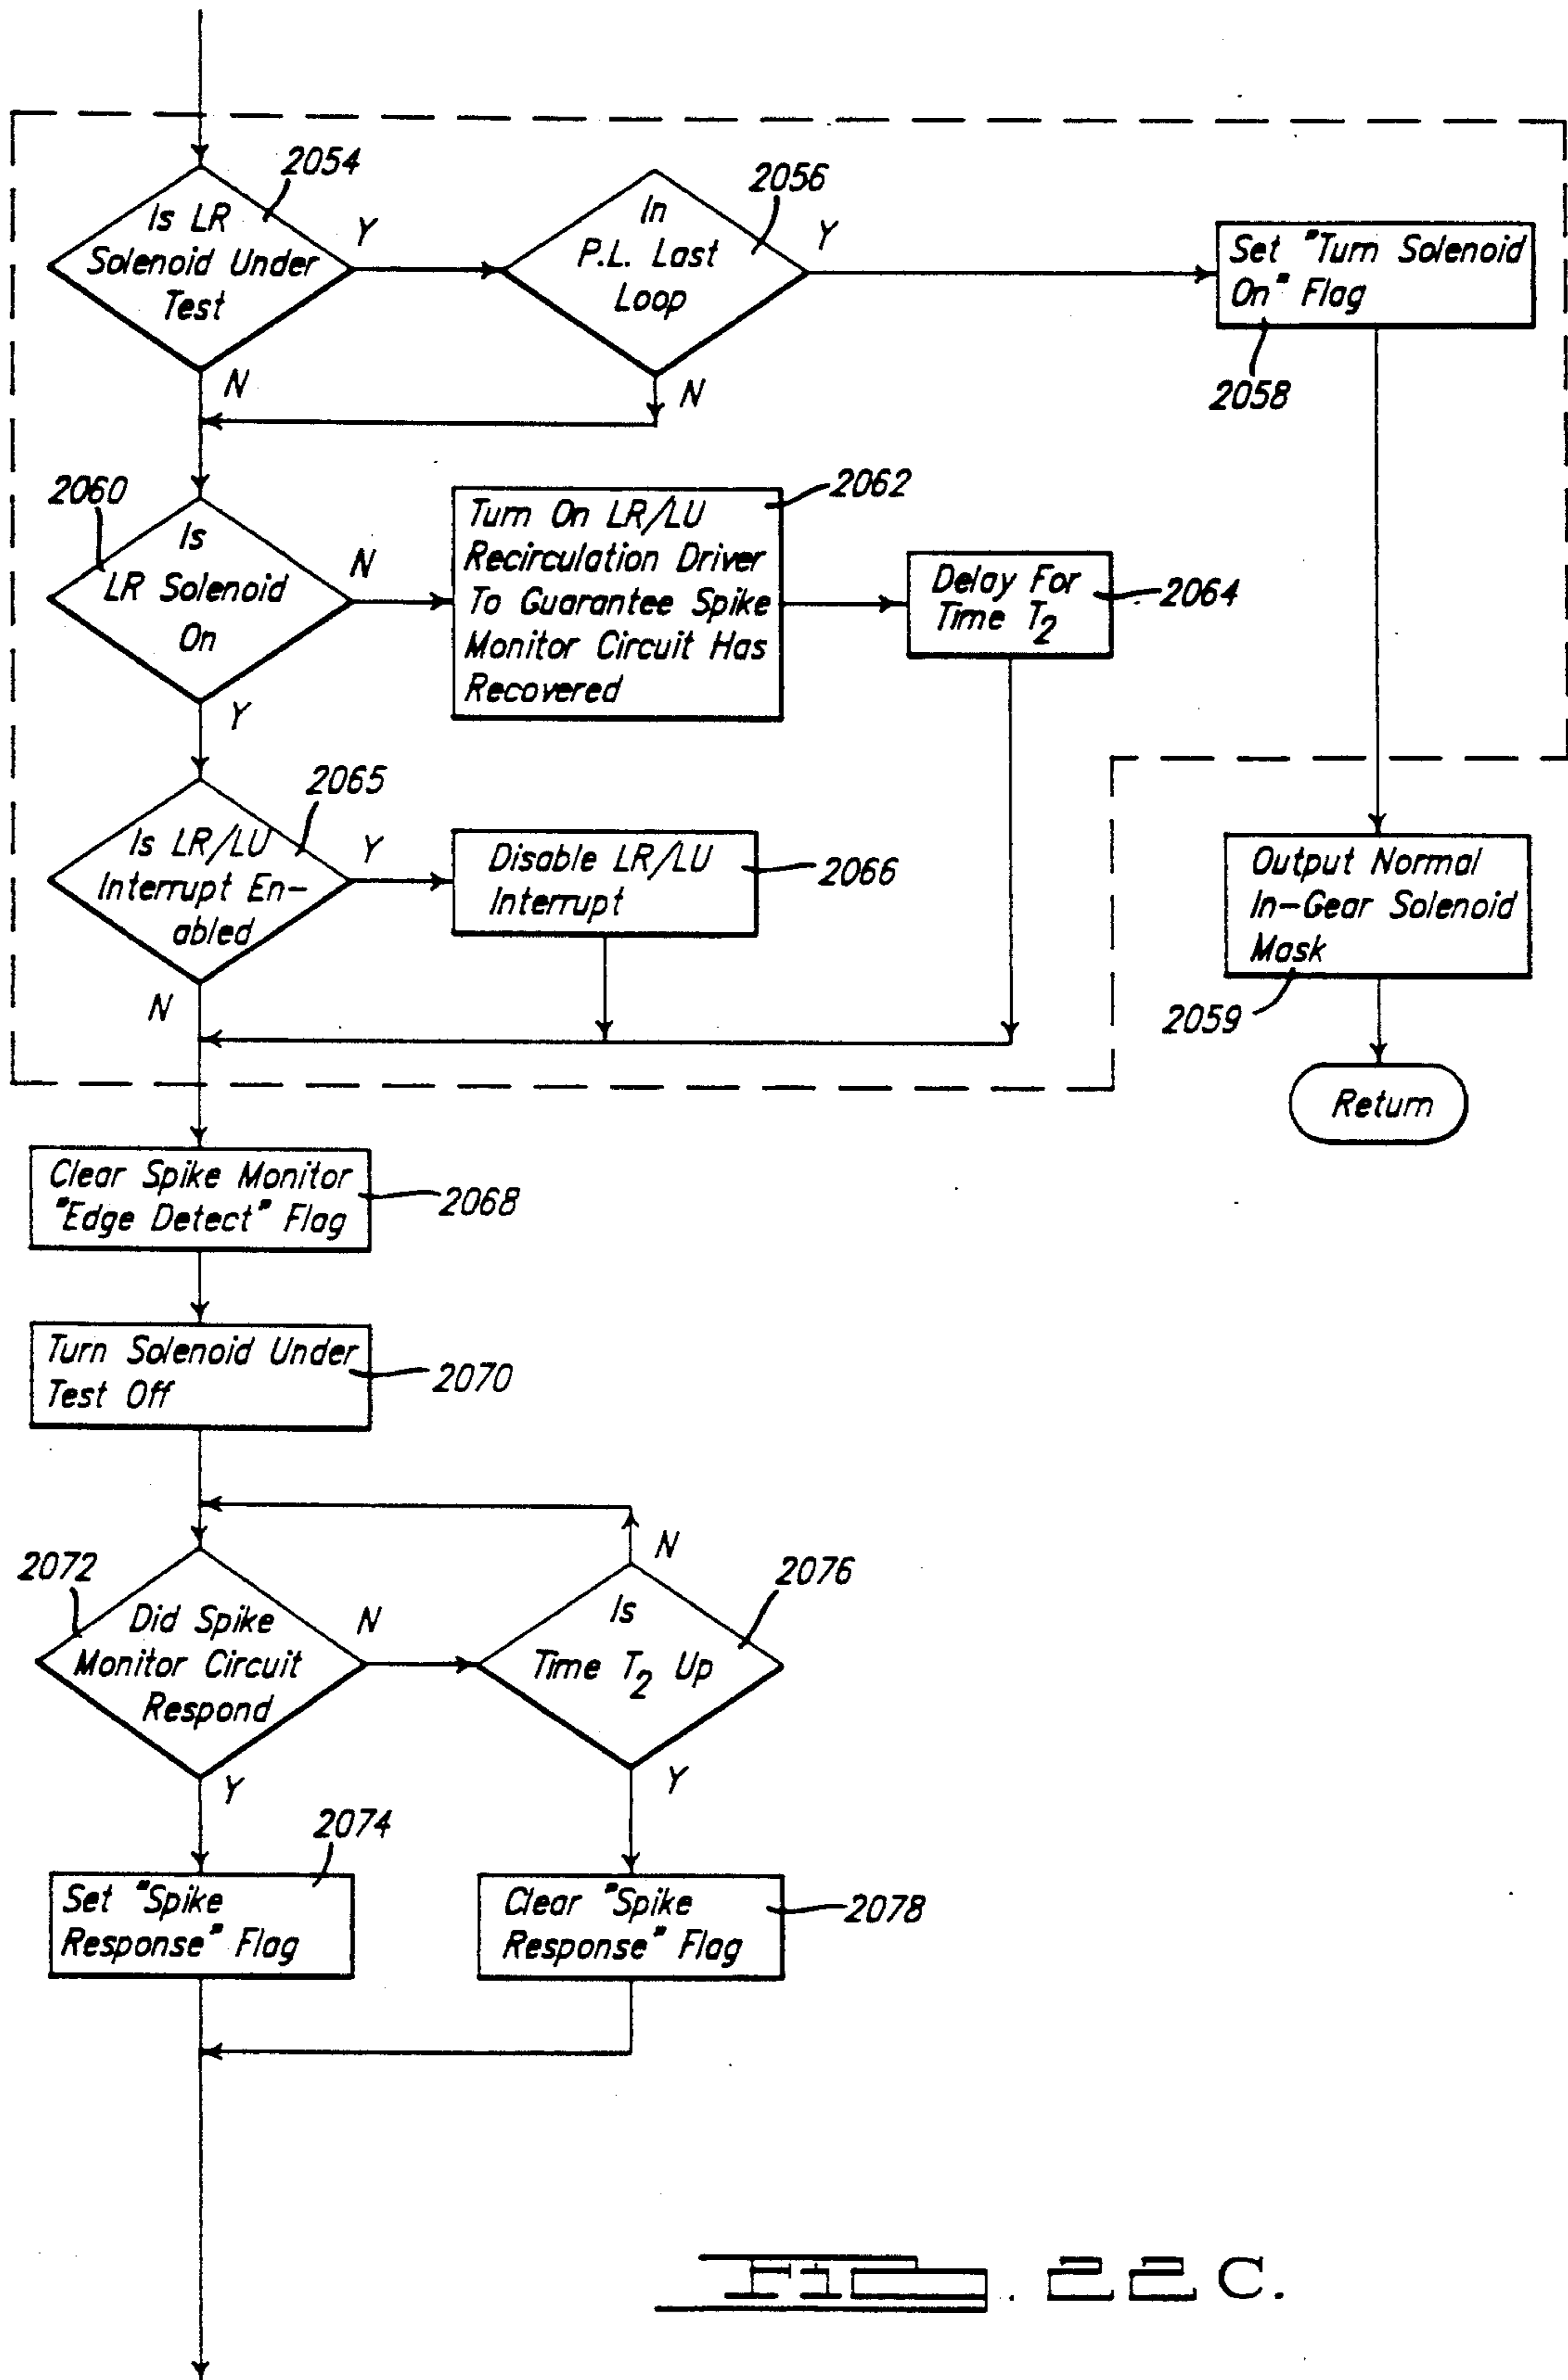 2054
Is LR
Solenoid Under
Test
Y
N
2056
In
P.L. Last
Loop
Y
N
Set "Turn Solenoid
On" Flag
2058
2060
Is
LR Solenoid
On
N
Y
Turn On LR/LU
Recirculation Driver
To Guarantee Spike
Monitor Circuit Has
Recovered
2062
Delay For
Time T2
2064
2065
Is LR/LU
Interrupt En-
abled
Y
N
Disable LR/LU
Interrupt
2066
Output Normal
In-Gear Solenoid
Mask
2059
Return
Clear Spike Monitor
"Edge Detect" Flag
2068
Turn Solenoid Under
Test Off
2070
2072
Did Spike
Monitor Circuit
Respond
N
Y
2076
Is
Time T2 Up
N
Y
2074
Set "Spike
Response" Flag
Clear "Spike
Response" Flag
2078
FIG. 22C.